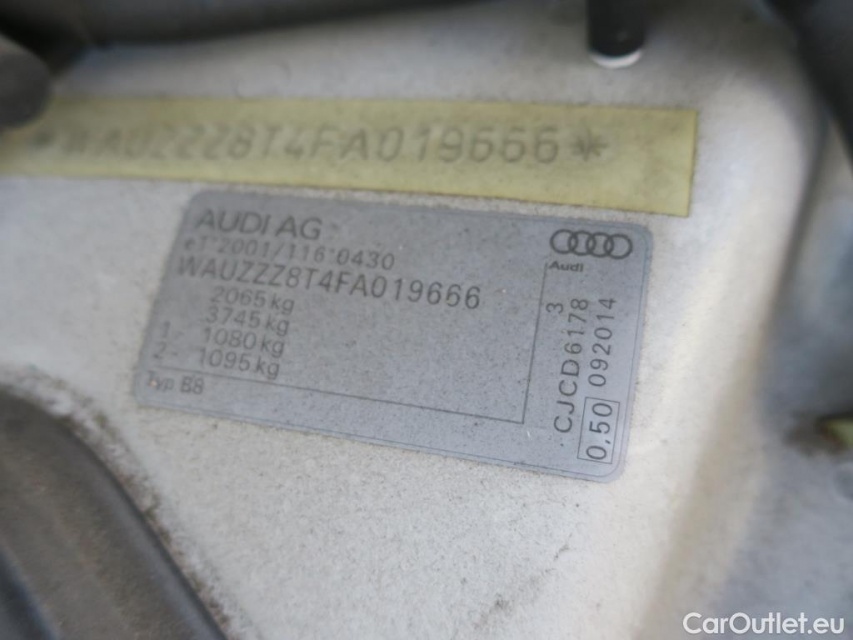 *WAUZZZ8T4FA019666*
AUDI AG
e1*2001/116*0430
WAUZZZ8T4FA019666
2065 kg
3745 kg
1 - 1080 kg
2 - 1095 kg
Typ B8
Audi
3
CJCD6178
0,50 092014
CarOutlet.eu